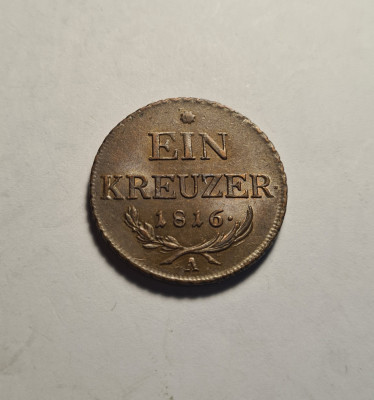 EIN
KREUZER
·1816·
A